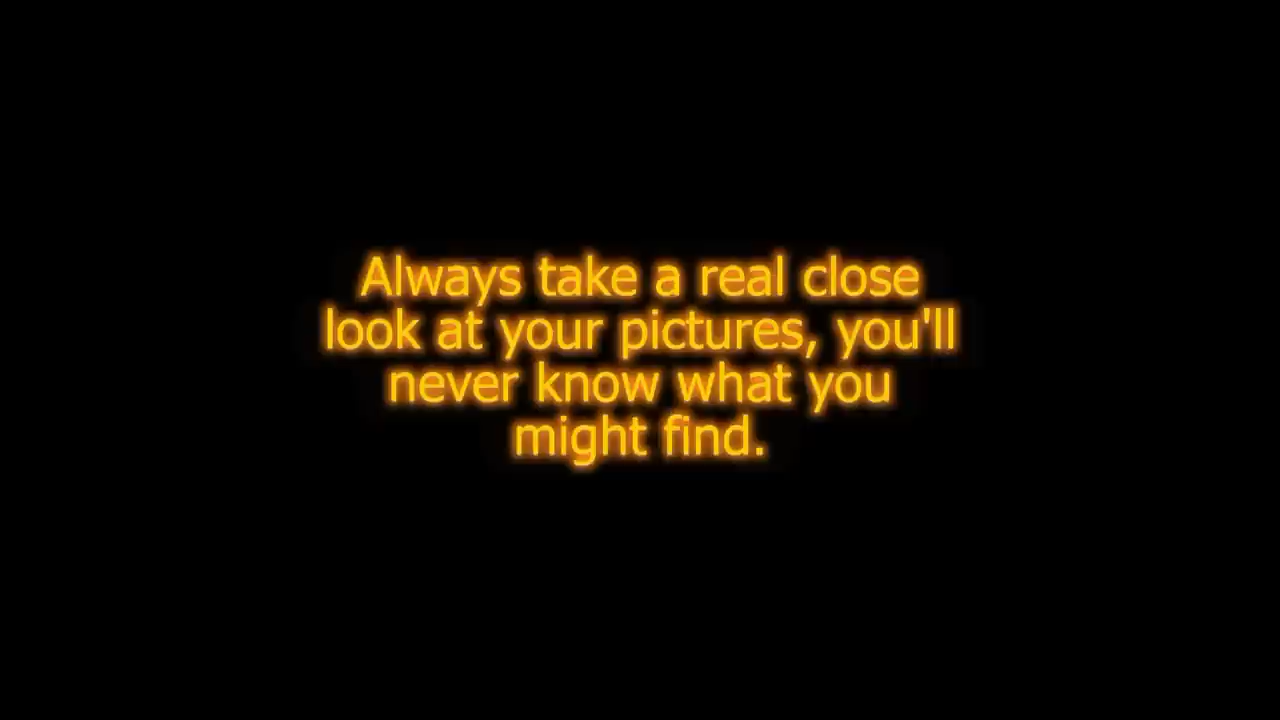 Always take a real close
look at your pictures, you'll
never know what you
might find.